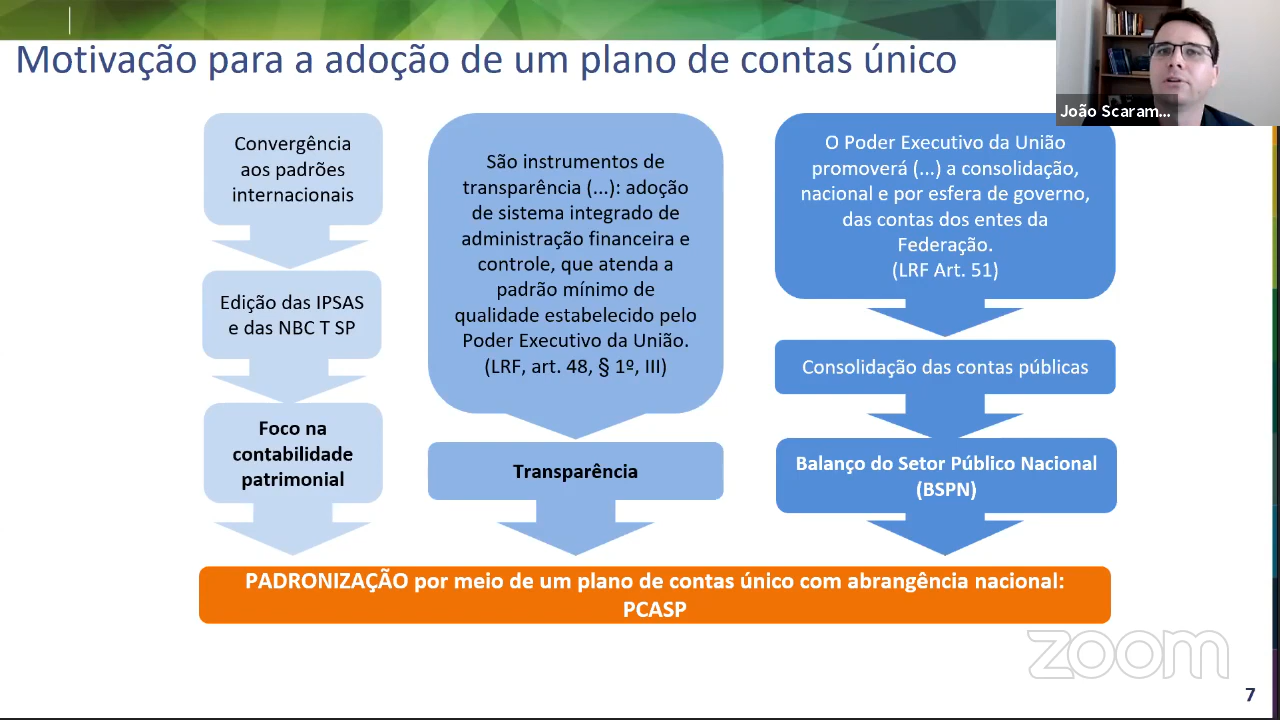 Motivação para a adoção de um plano de contas único
João Scaram...
Convergência
aos padrões
internacionais
Edição das IPSAS
e das NBC T SP
Foco na
contabilidade
patrimonial
São instrumentos de
transparência (...): adoção
de sistema integrado de
administração financeira e
controle, que atenda a
padrão mínimo de
qualidade estabelecido pelo
Poder Executivo da União.
(LRF, art. 48, § 1º, III)
Transparência
O Poder Executivo da União
promoverá (...) a consolidação,
nacional e por esfera de governo,
das contas dos entes da
Federação.
(LRF Art. 51)
Consolidação das contas públicas
Balanço do Setor Público Nacional
(BSPN)
PADRONIZAÇÃO por meio de um plano de contas único com abrangência nacional:
PCASP
zoom
7